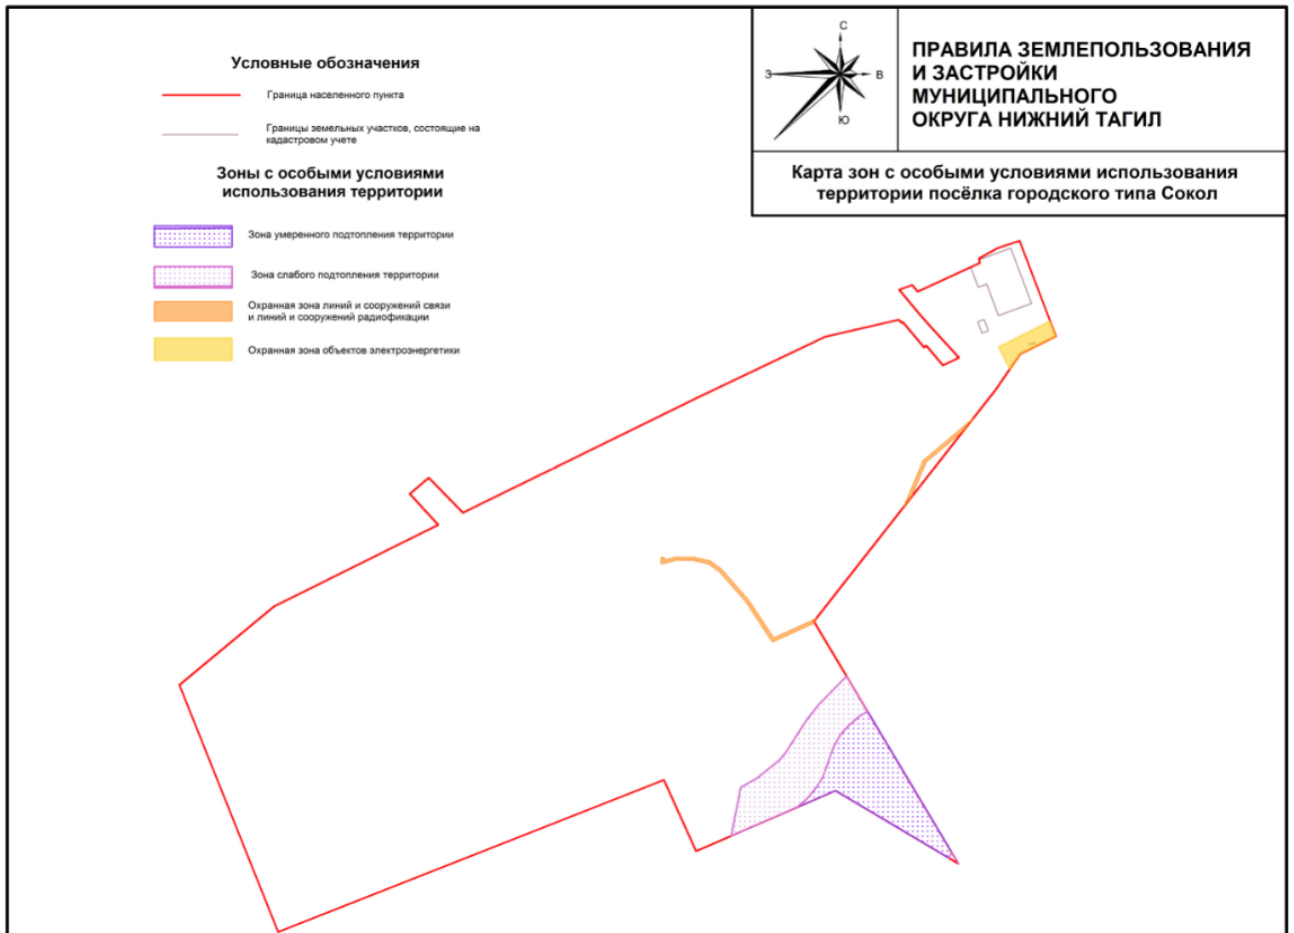 Условные обозначения
Граница населенного пункта
Границы земельных участков, состоящие на
кадастровом учете
Зоны с особыми условиями
использования территории
Зона умеренного подтопления территории
Зона слабого подтопления территории
Охранная зона линий и сооружений связи
и линий и сооружений радиофикации
Охранная зона объектов электроэнергетики
С
З
В
Ю
ПРАВИЛА ЗЕМЛЕПОЛЬЗОВАНИЯ
И ЗАСТРОЙКИ
МУНИЦИПАЛЬНОГО
ОКРУГА НИЖНИЙ ТАГИЛ
Карта зон с особыми условиями использования
территории посёлка городского типа Сокол